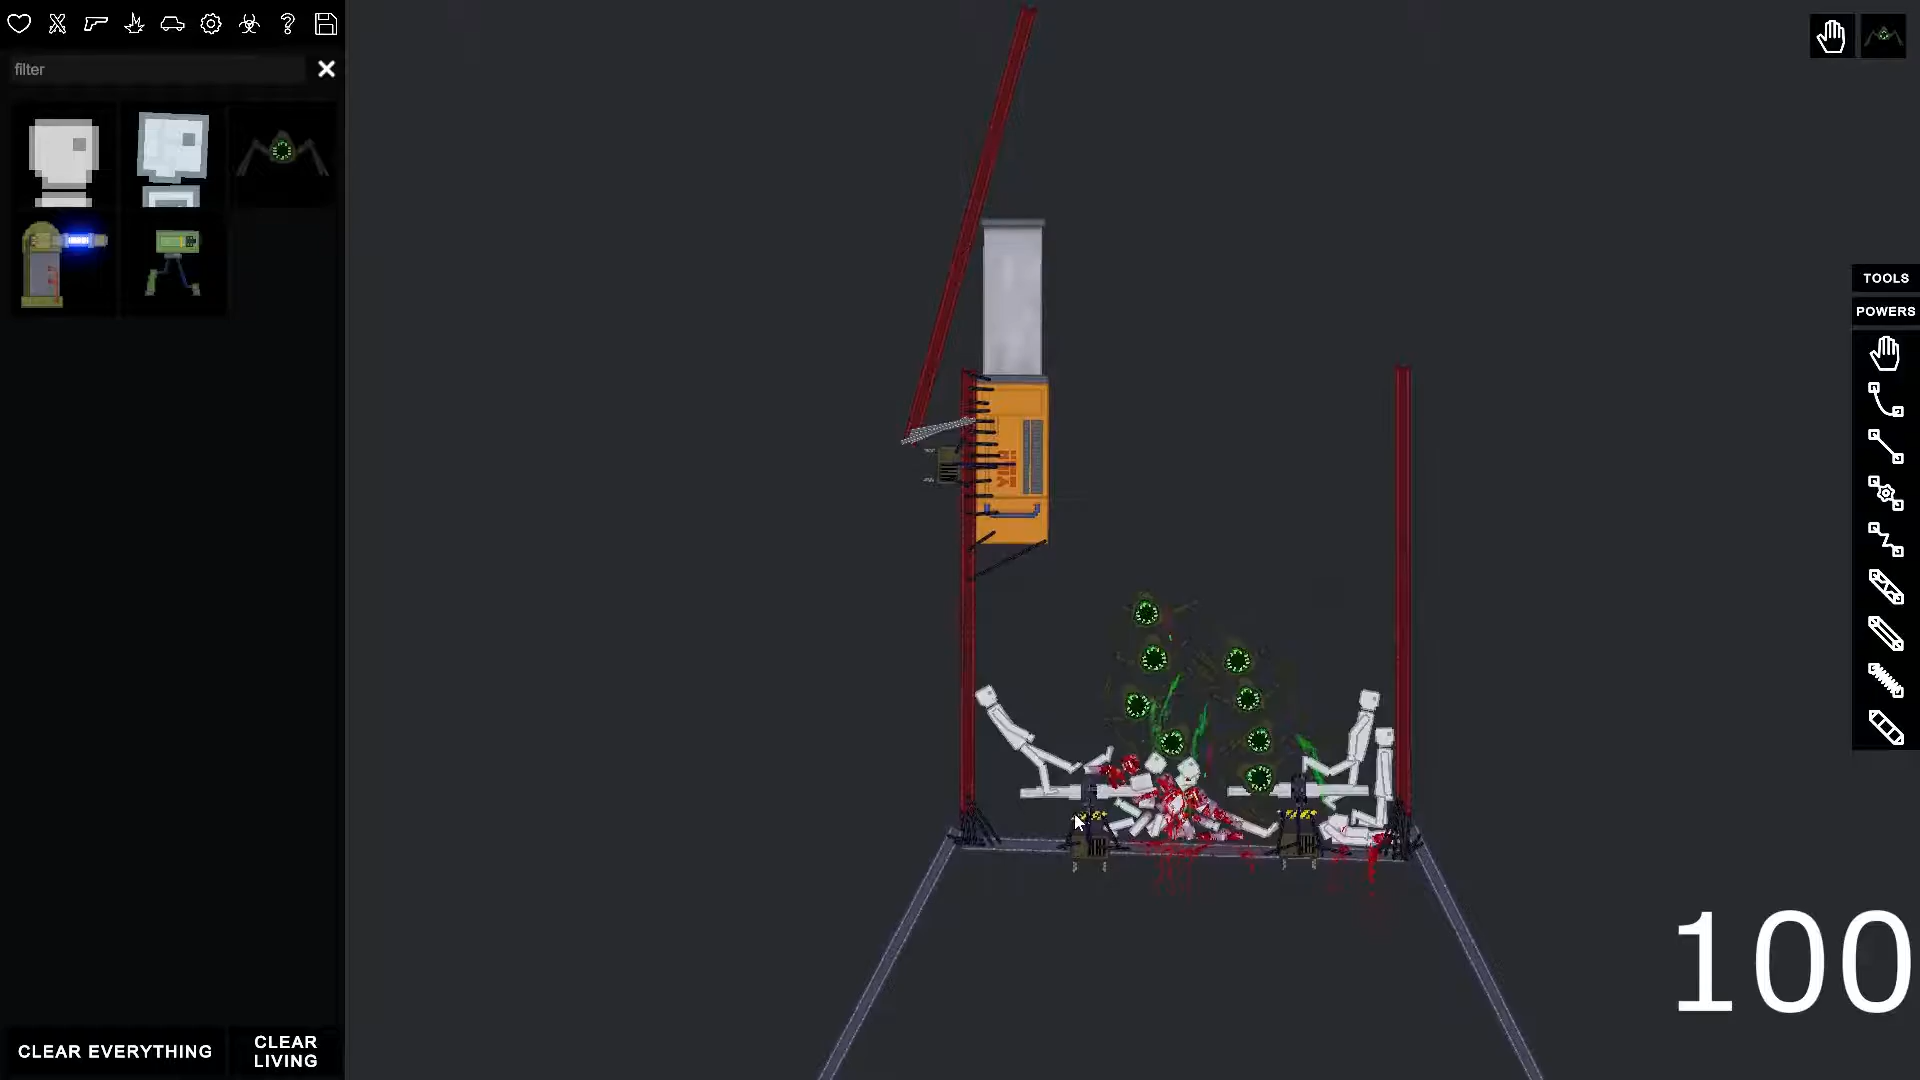 filter
TOOLS
POWERS
100
CLEAR EVERYTHING
CLEAR
LIVING